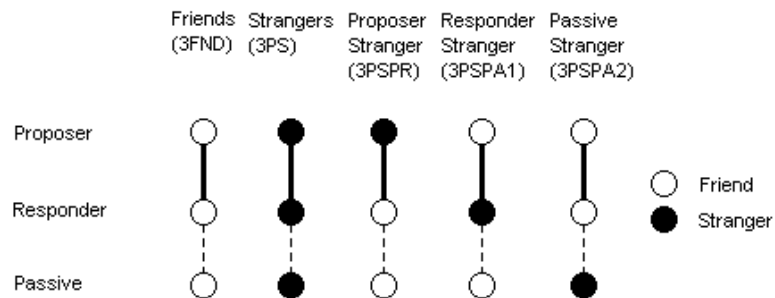 Friends
(3FND)
Strangers
(3PS)
Proposer
Stranger
(3PSPR)
Responder
Stranger
(3PSPA1)
Passive
Stranger
(3PSPA2)
Proposer
Responder
Passive
Friend
Stranger